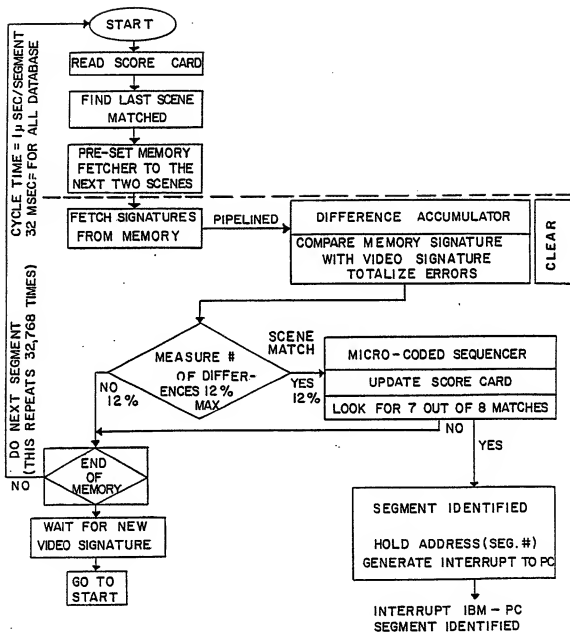 START
READ SCORE CARD
FIND LAST SCENE
MATCHED
PRE-SET MEMORY
FETCHER TO THE
NEXT TWO SCENES
FETCH SIGNATURES
FROM MEMORY
PIPELINED
DIFFERENCE ACCUMULATOR
COMPARE MEMORY SIGNATURE
WITH VIDEO SIGNATURE
TOTALIZE ERRORS
CLEAR
MEASURE #
OF DIFFER-
ENCES 12%
MAX
SCENE
MATCH
YES
12%
NO
12%
MICRO-CODED SEQUENCER
UPDATE SCORE CARD
LOOK FOR 7 OUT OF 8 MATCHES
NO
YES
END
OF
MEMORY
NO
WAIT FOR NEW
VIDEO SIGNATURE
GO TO
START
SEGMENT IDENTIFIED
HOLD ADDRESS (SEG.#)
GENERATE INTERRUPT TO PC
INTERRUPT IBM-PC
SEGMENT IDENTIFIED
CYCLE TIME = 1μ SEC/SEGMENT
32 MSEC = FOR ALL DATABASE
DO NEXT SEGMENT
(THIS REPEATS 32,768 TIMES)